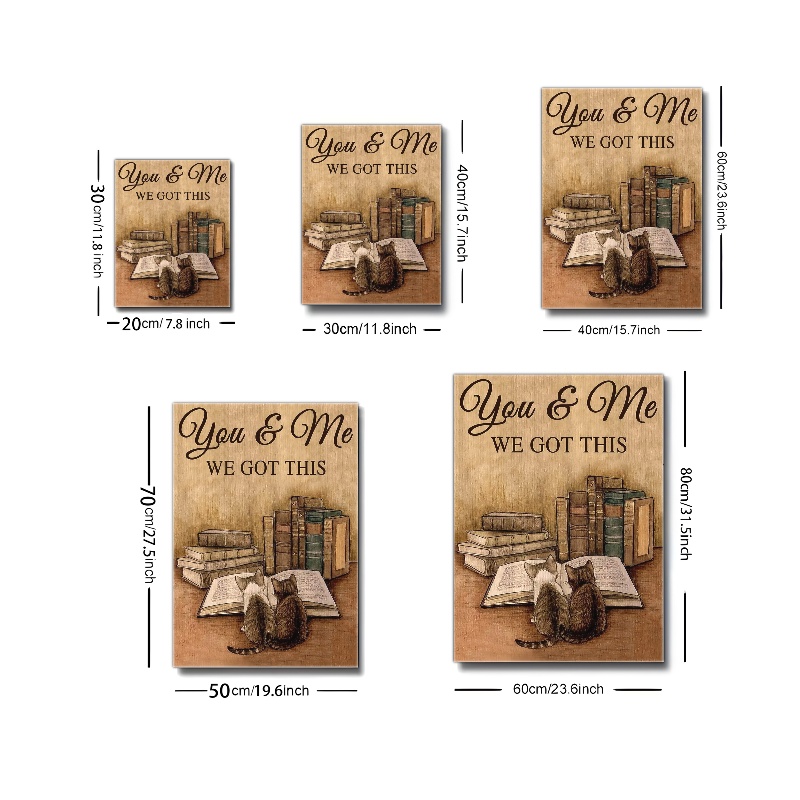 You & Me
WE GOT THIS
30cm/11.8 inch
20cm/ 7.8 inch
You & Me
WE GOT THIS
40cm/15.7inch
30cm/11.8inch
You & Me
WE GOT THIS
60cm/23.6inch
40cm/15.7inch
You & Me
WE GOT THIS
70cm/27.5inch
50cm/19.6inch
You & Me
WE GOT THIS
80cm/31.5inch
60cm/23.6inch